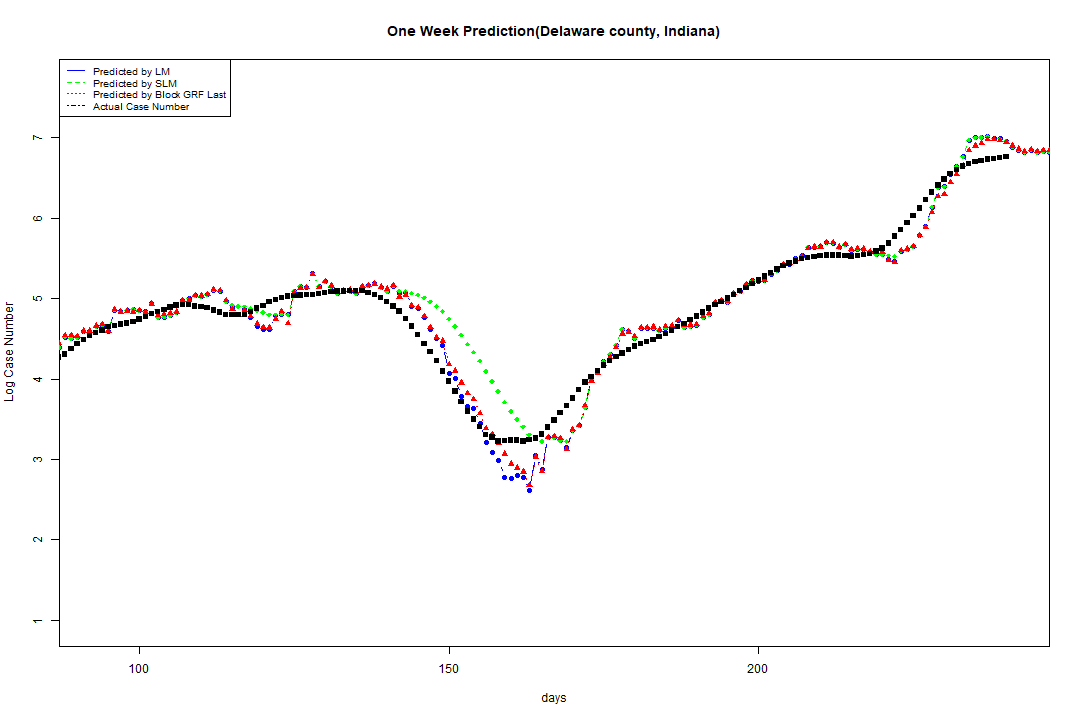 One Week Prediction(Delaware county, Indiana)
Predicted by LM
Predicted by SLM
Predicted by Block GRF Last
Actual Case Number
7
6
5
4
3
2
1
Log Case Number
100 150 200
days